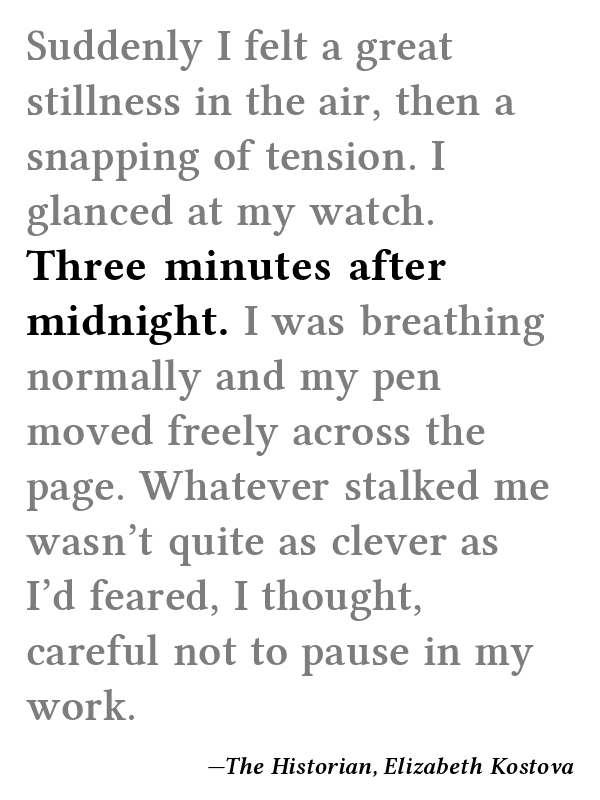 Suddenly I felt a great
stillness in the air, then a
snapping of tension. I
glanced at my watch.
Three minutes after
midnight. I was breathing
normally and my pen
moved freely across the
page. Whatever stalked me
wasn’t quite as clever as
I’d feared, I thought,
careful not to pause in my
work.
—The Historian, Elizabeth Kostova